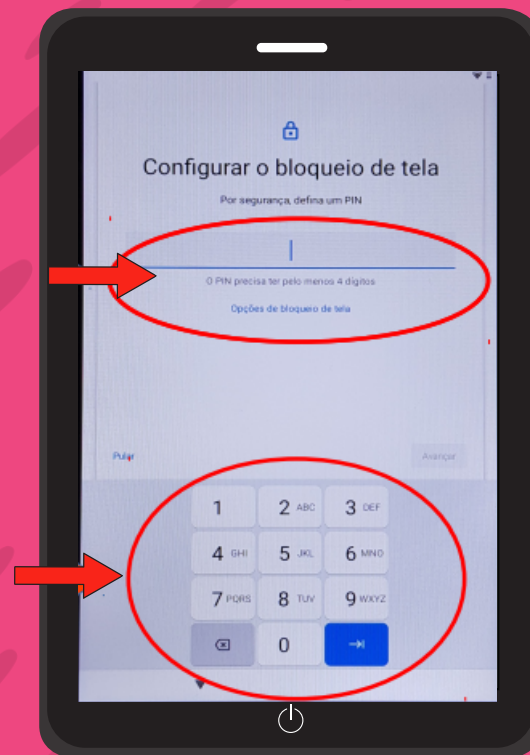 Configurar o bloqueio de tela
Por segurança, defina um PIN
O PIN precisa ter pelo menos 4 dígitos
Opções de bloqueio de tela
Pular
Avançar
1 2 ABC 3 DEF
4 GHI 5 JKL 6 MNO
7 PQRS 8 TUV 9 WXYZ
0